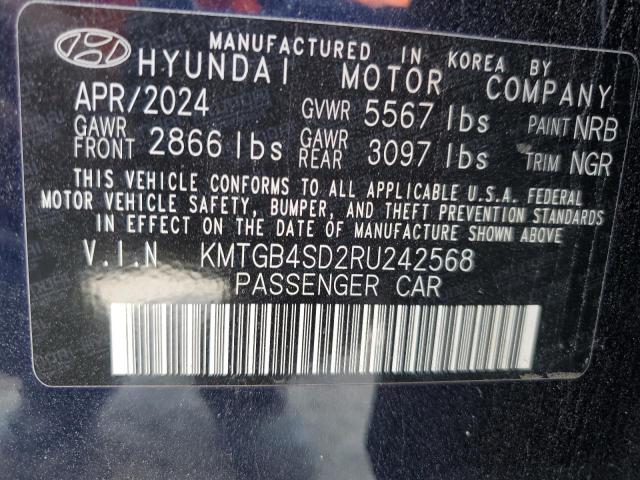 MANUFACTURED IN KOREA BY
HYUNDAI MOTOR COMPANY
APR/2024 GVWR 5567 lbs PAINT NRB
GAWR FRONT 2866 lbs GAWR REAR 3097 lbs TRIM NGR
THIS VEHICLE CONFORMS TO ALL APPLICABLE U.S.A. FEDERAL
MOTOR VEHICLE SAFETY, BUMPER, AND THEFT PREVENTION STANDARDS
IN EFFECT ON THE DATE OF MANUFACTURE SHOWN ABOVE.
V.I.N KMTGB4SD2RU242568
PASSENGER CAR